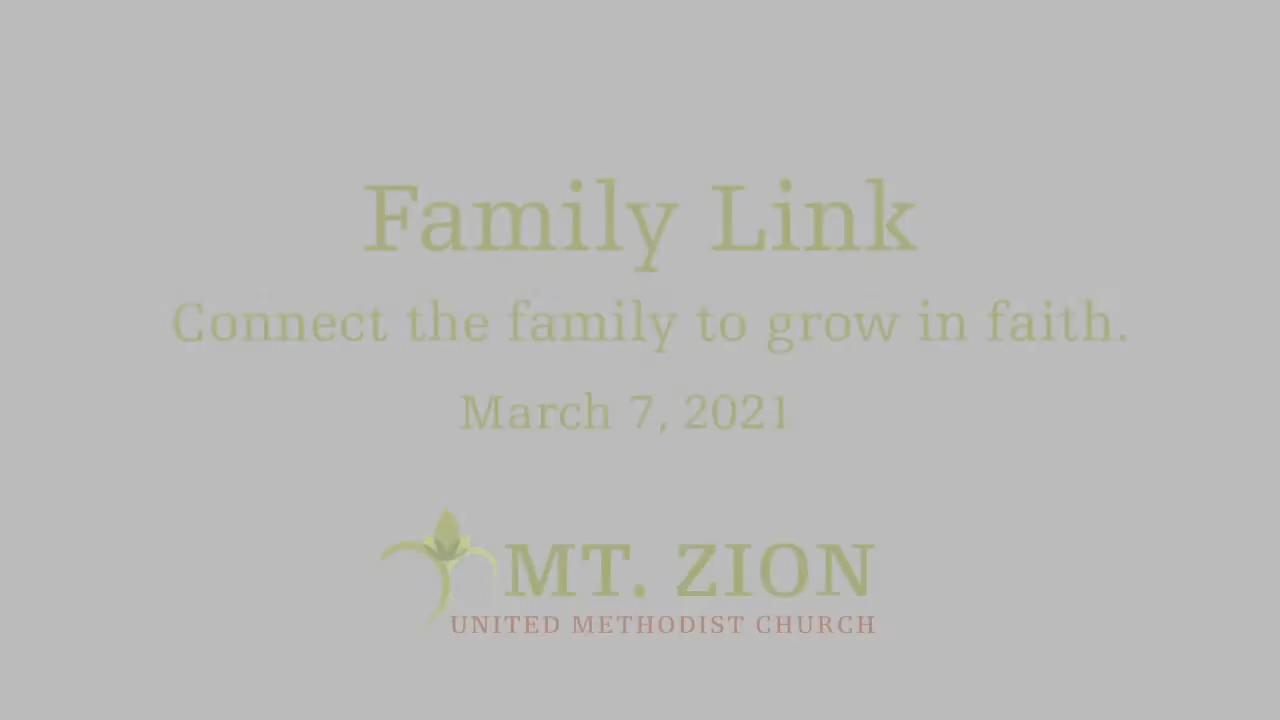 Family Link
Connect the family to grow in faith.
March 7, 2021
MT. ZION
UNITED METHODIST CHURCH